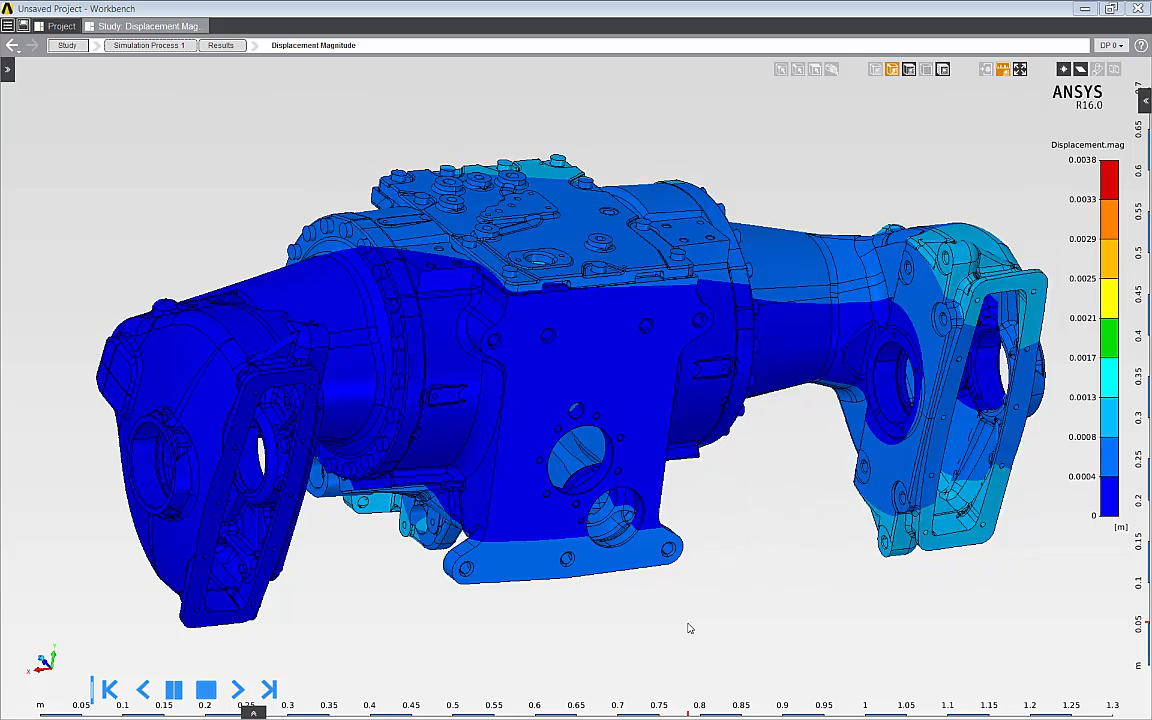 Unsaved Project - Workbench
Project
Study: Displacement Mag
Study
Simulation Process 1
Results
Displacement Magnitude
DP 0
ANSYS
R16.0
Displacement.mag
0.0038
0.0033
0.0029
0.0025
0.0021
0.0017
0.0013
0.0008
0.0004
0
[m]
0.7
0.65
0.6
0.55
0.5
0.45
0.4
0.35
0.3
0.25
0.2
0.15
0.1
0.05
m
Y
X
m 0.05 0.1 0.15 0.2 0.25 0.3 0.35 0.4 0.45 0.5 0.55 0.6 0.65 0.7 0.75 0.8 0.85 0.9 0.95 1 1.05 1.1 1.15 1.2 1.25 1.3